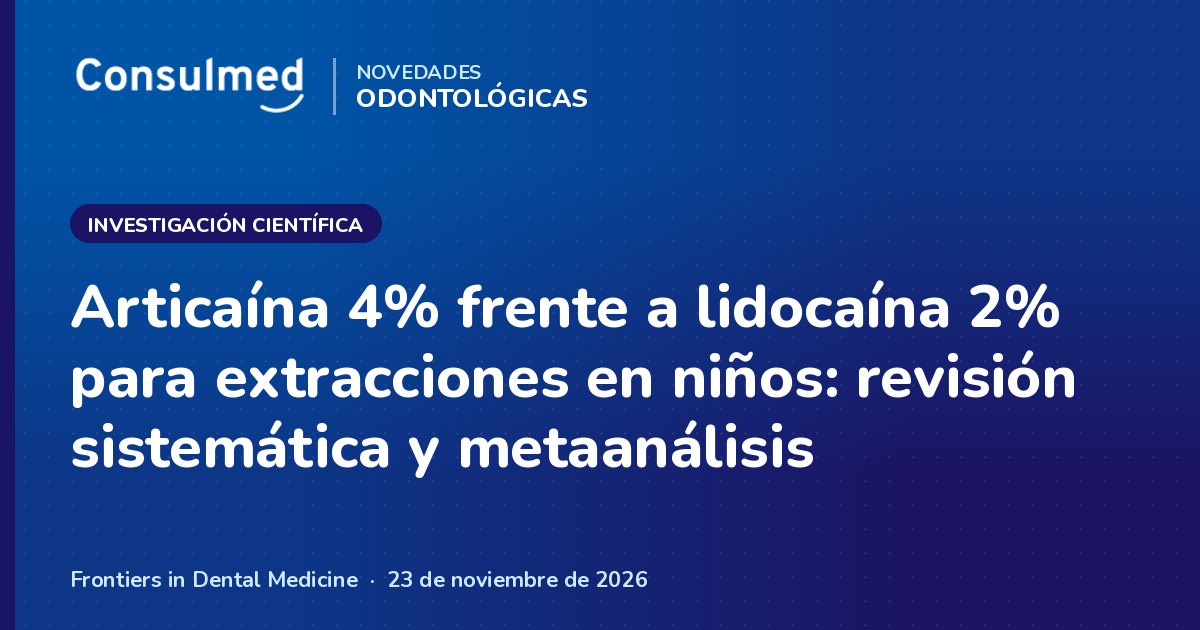 Consulmed
NOVEDADES
ODONTOLÓGICAS
INVESTIGACIÓN CIENTÍFICA
Articaína 4% frente a lidocaína 2%
para extracciones en niños: revisión
sistemática y metaanálisis
Frontiers in Dental Medicine · 23 de noviembre de 2026